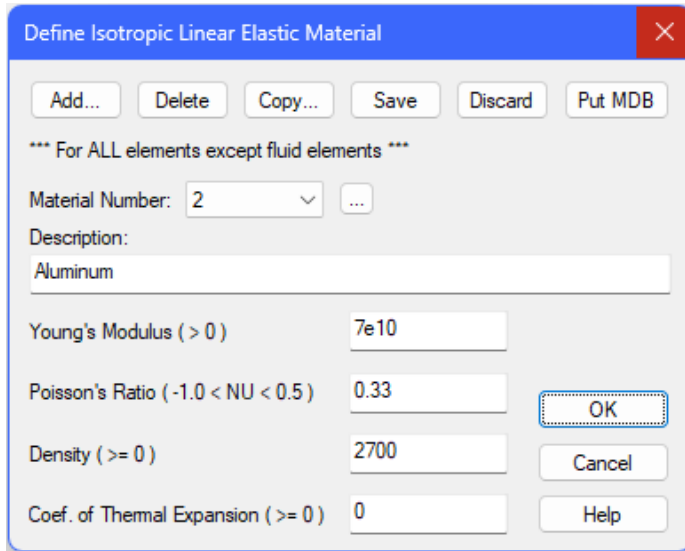 Define Isotropic Linear Elastic Material
Add... Delete Copy... Save Discard Put MDB
*** For ALL elements except fluid elements ***
Material Number: 2 ...
Description:
Aluminum
Young's Modulus ( > 0 ) 7e10
Poisson's Ratio ( -1.0 < NU < 0.5 ) 0.33
OK
Density ( >= 0 ) 2700
Cancel
Coef. of Thermal Expansion ( >= 0 ) 0
Help